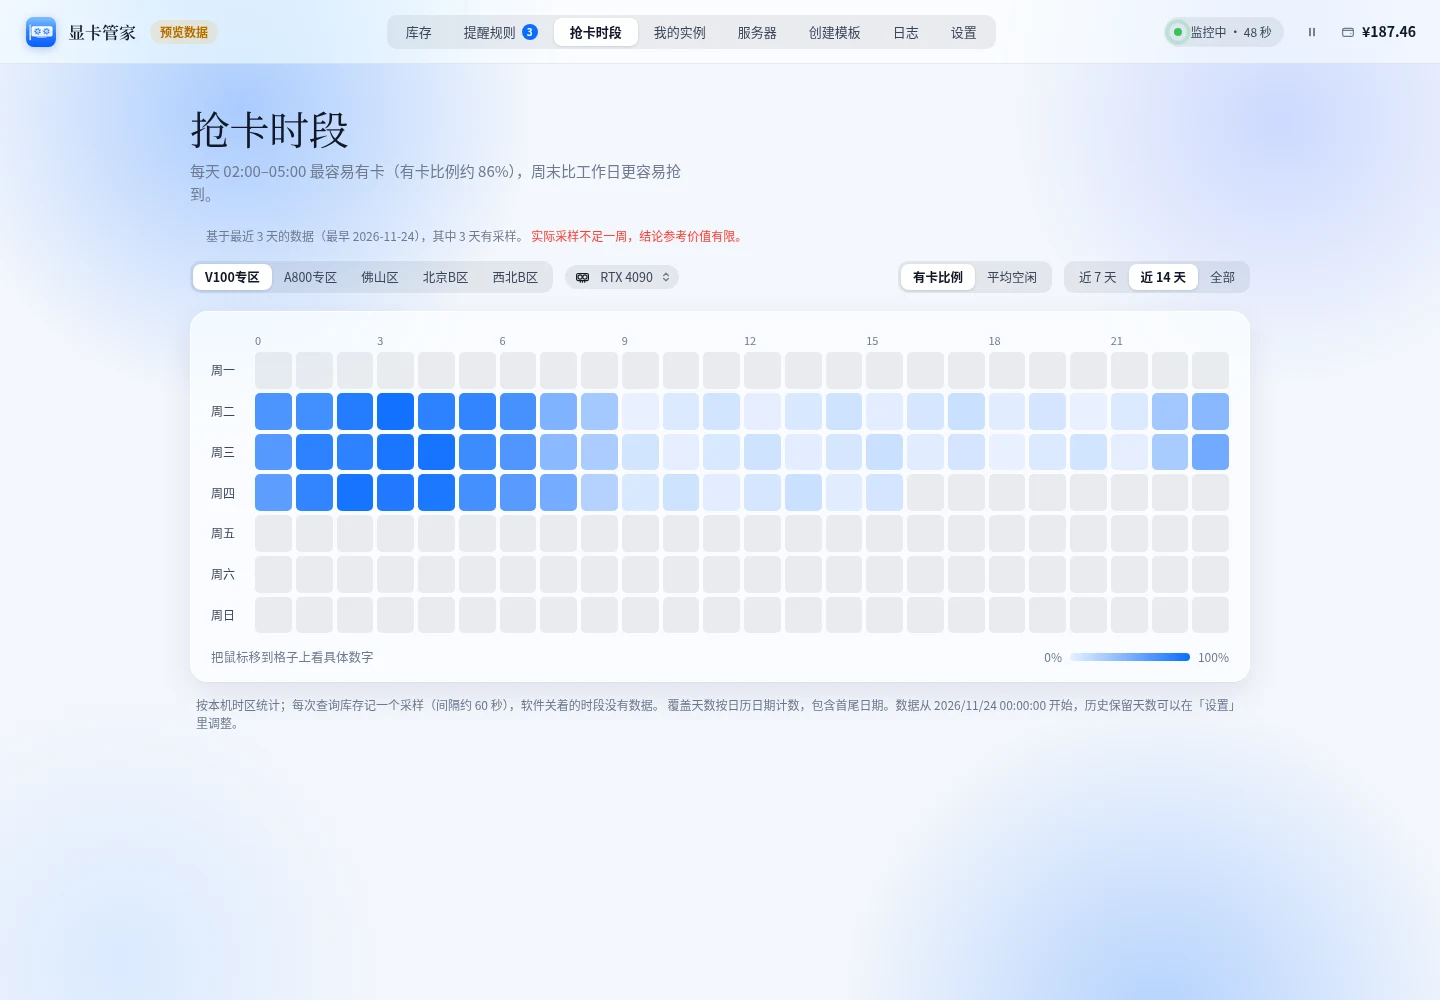 显卡管家
预览数据
库存
提醒规则 3
抢卡时段
我的实例
服务器
创建模板
日志
设置
监控中 · 48 秒
¥187.46
抢卡时段
每天 02:00–05:00 最容易有卡（有卡比例约 86%），周末比工作日更容易抢
到。
基于最近 3 天的数据（最早 2026-11-24），其中 3 天有采样。 实际采样不足一周，结论参考价值有限。
V100专区
A800专区
佛山区
北京B区
西北B区
RTX 4090
有卡比例
平均空闲
近 7 天
近 14 天
全部
0 3 6 9 12 15 18 21
周一
周二
周三
周四
周五
周六
周日
把鼠标移到格子上看具体数字
0% 100%
按本机时区统计；每次查询库存记一个采样（间隔约 60 秒），软件关着的时段没有数据。 覆盖天数按日历日期计数，包含首尾日期。数据从 2026/11/24 00:00:00 开始，历史保留天数可以在「设置」
里调整。